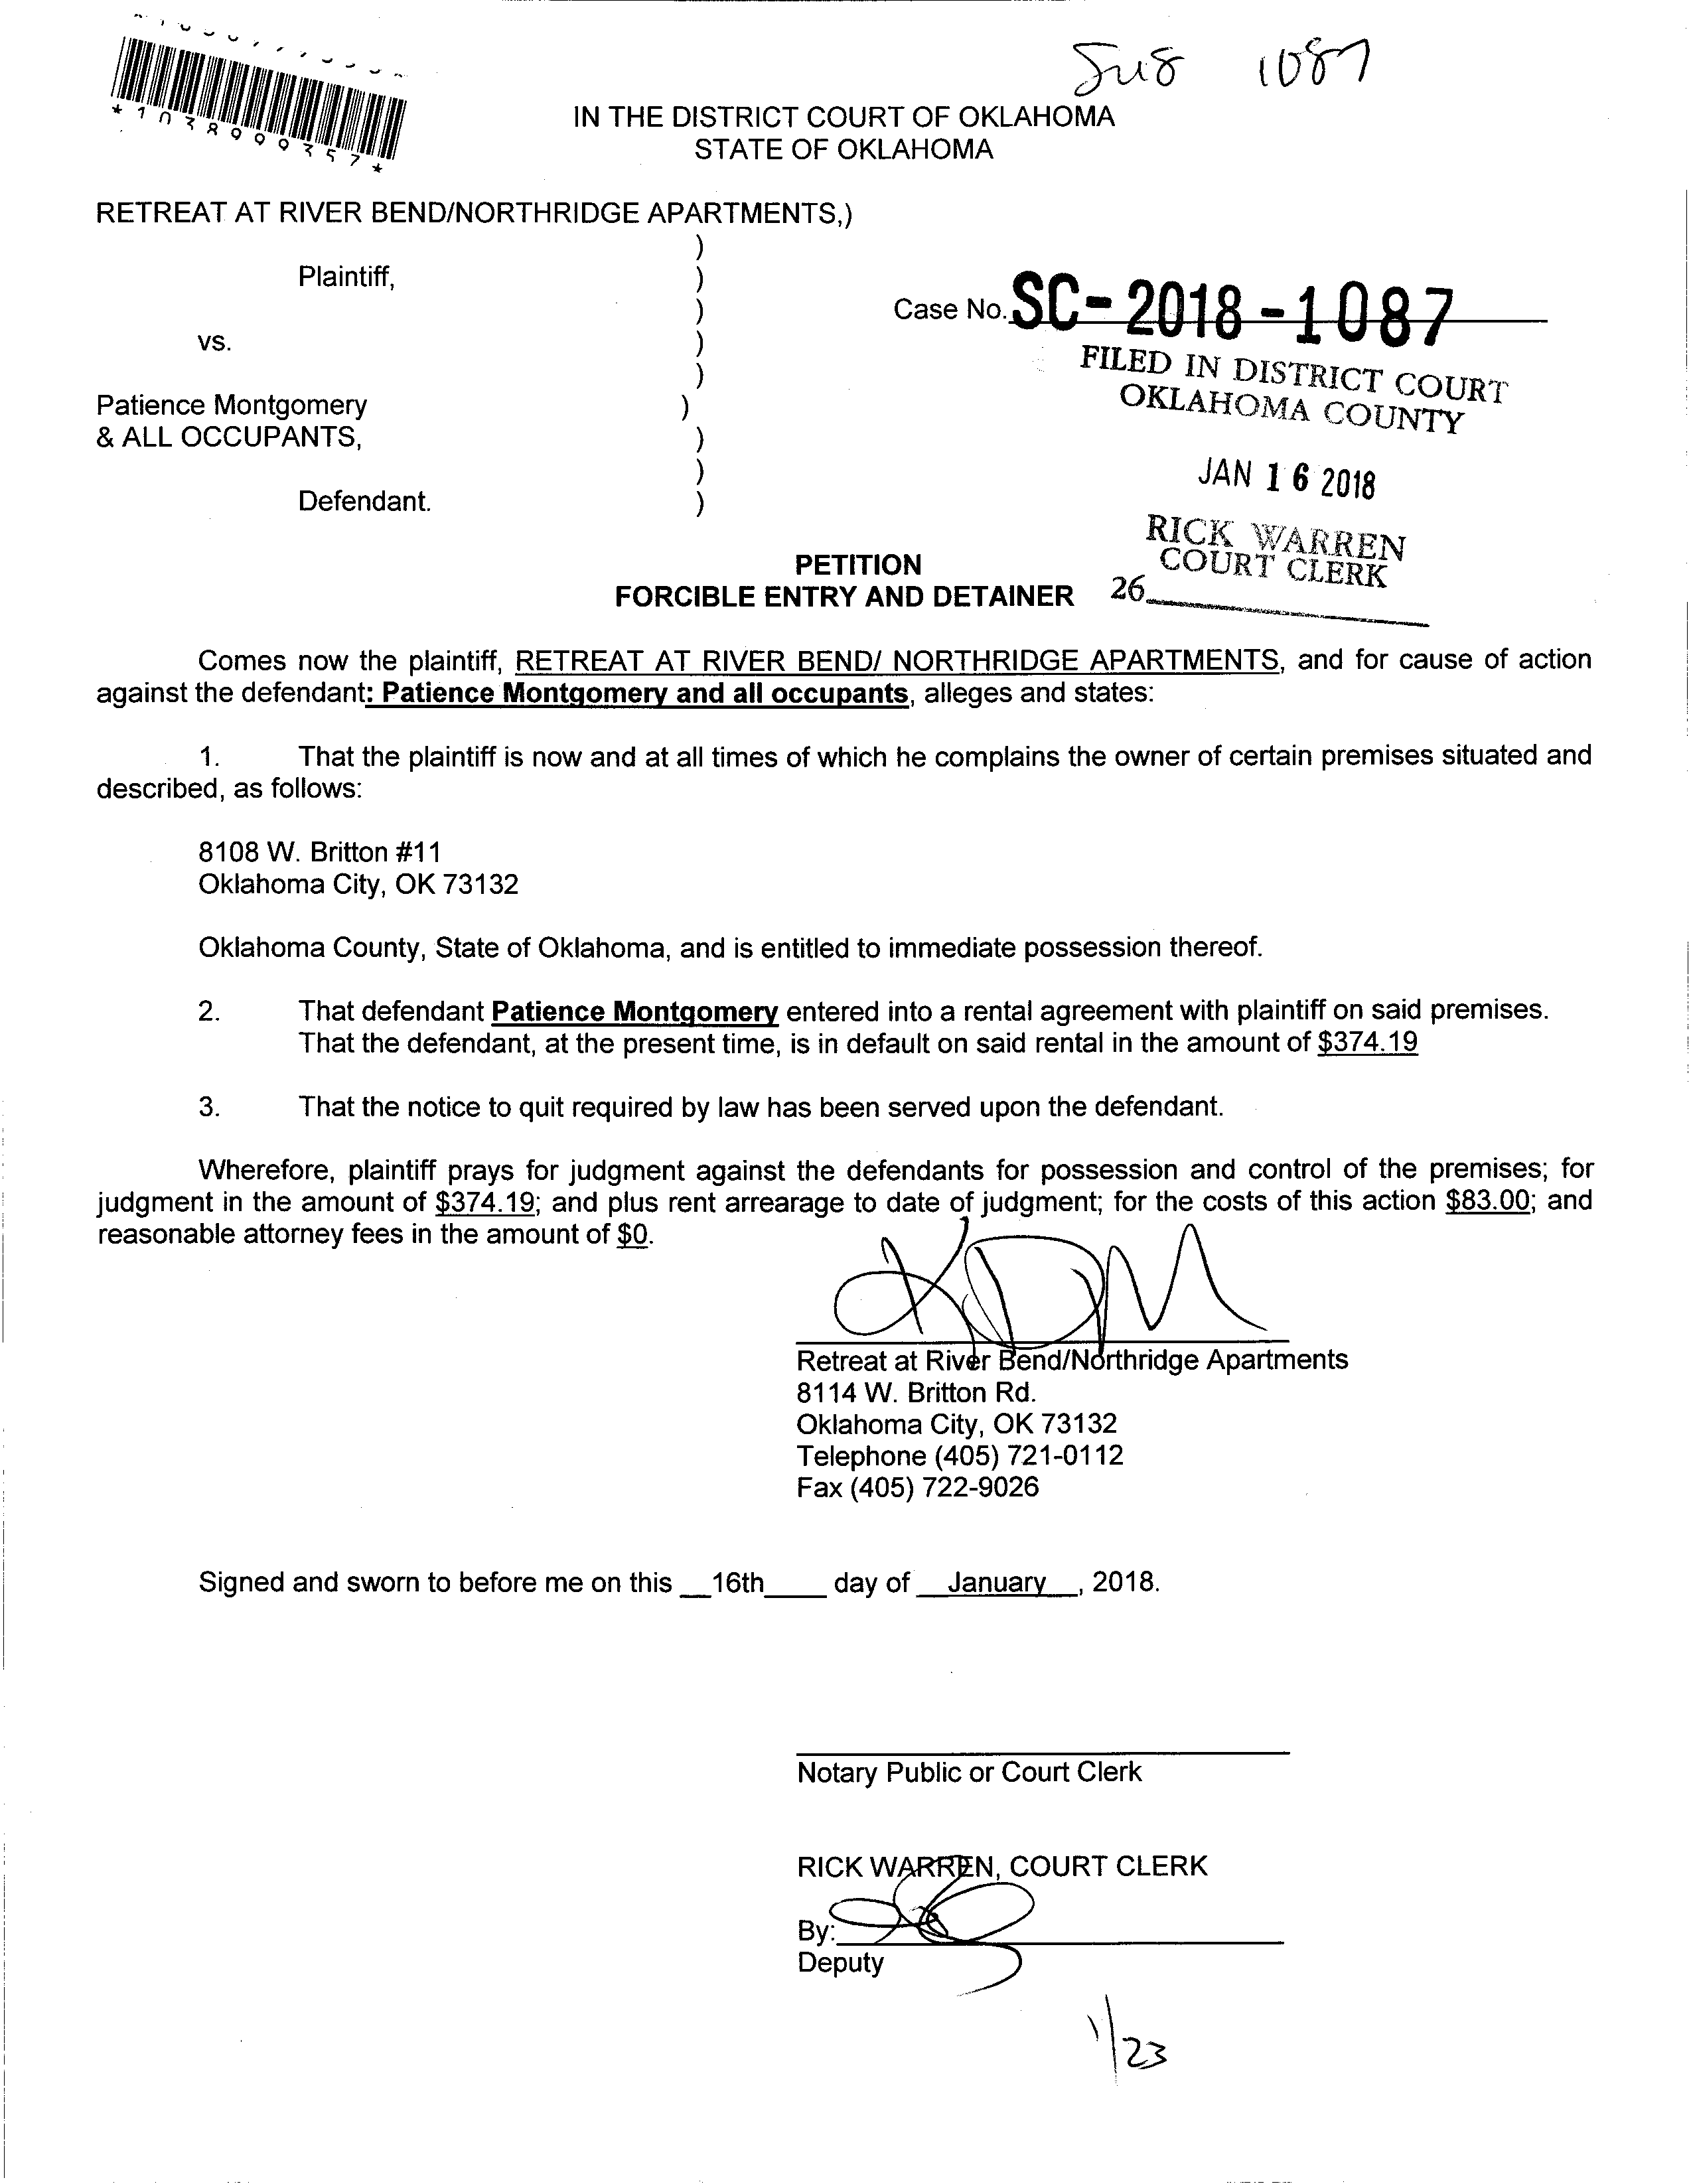 1087
*1038999357*
IN THE DISTRICT COURT OF OKLAHOMA
STATE OF OKLAHOMA
RETREAT AT RIVER BEND/NORTHRIDGE APARTMENTS,)
)
Plaintiff, )
)
vs. )
)
Patience Montgomery )
& ALL OCCUPANTS, )
)
Defendant. )
Case No. SC-2018-1087
FILED IN DISTRICT COURT
OKLAHOMA COUNTY
JAN 16 2018
RICK WARREN
COURT CLERK
26
PETITION
FORCIBLE ENTRY AND DETAINER
Comes now the plaintiff, RETREAT AT RIVER BEND/ NORTHRIDGE APARTMENTS, and for cause of action
against the defendant: Patience Montgomery and all occupants, alleges and states:
1. That the plaintiff is now and at all times of which he complains the owner of certain premises situated and
described, as follows:
8108 W. Britton #11
Oklahoma City, OK 73132
Oklahoma County, State of Oklahoma, and is entitled to immediate possession thereof.
2. That defendant Patience Montgomery entered into a rental agreement with plaintiff on said premises.
That the defendant, at the present time, is in default on said rental in the amount of $374.19
3. That the notice to quit required by law has been served upon the defendant.
Wherefore, plaintiff prays for judgment against the defendants for possession and control of the premises; for
judgment in the amount of $374.19; and plus rent arrearage to date of judgment; for the costs of this action $83.00; and
reasonable attorney fees in the amount of $0.
Retreat at River Bend/Northridge Apartments
8114 W. Britton Rd.
Oklahoma City, OK 73132
Telephone (405) 721-0112
Fax (405) 722-9026
Signed and sworn to before me on this __16th____ day of __January__, 2018.
Notary Public or Court Clerk
RICK WARREN, COURT CLERK
By:
Deputy
1/23